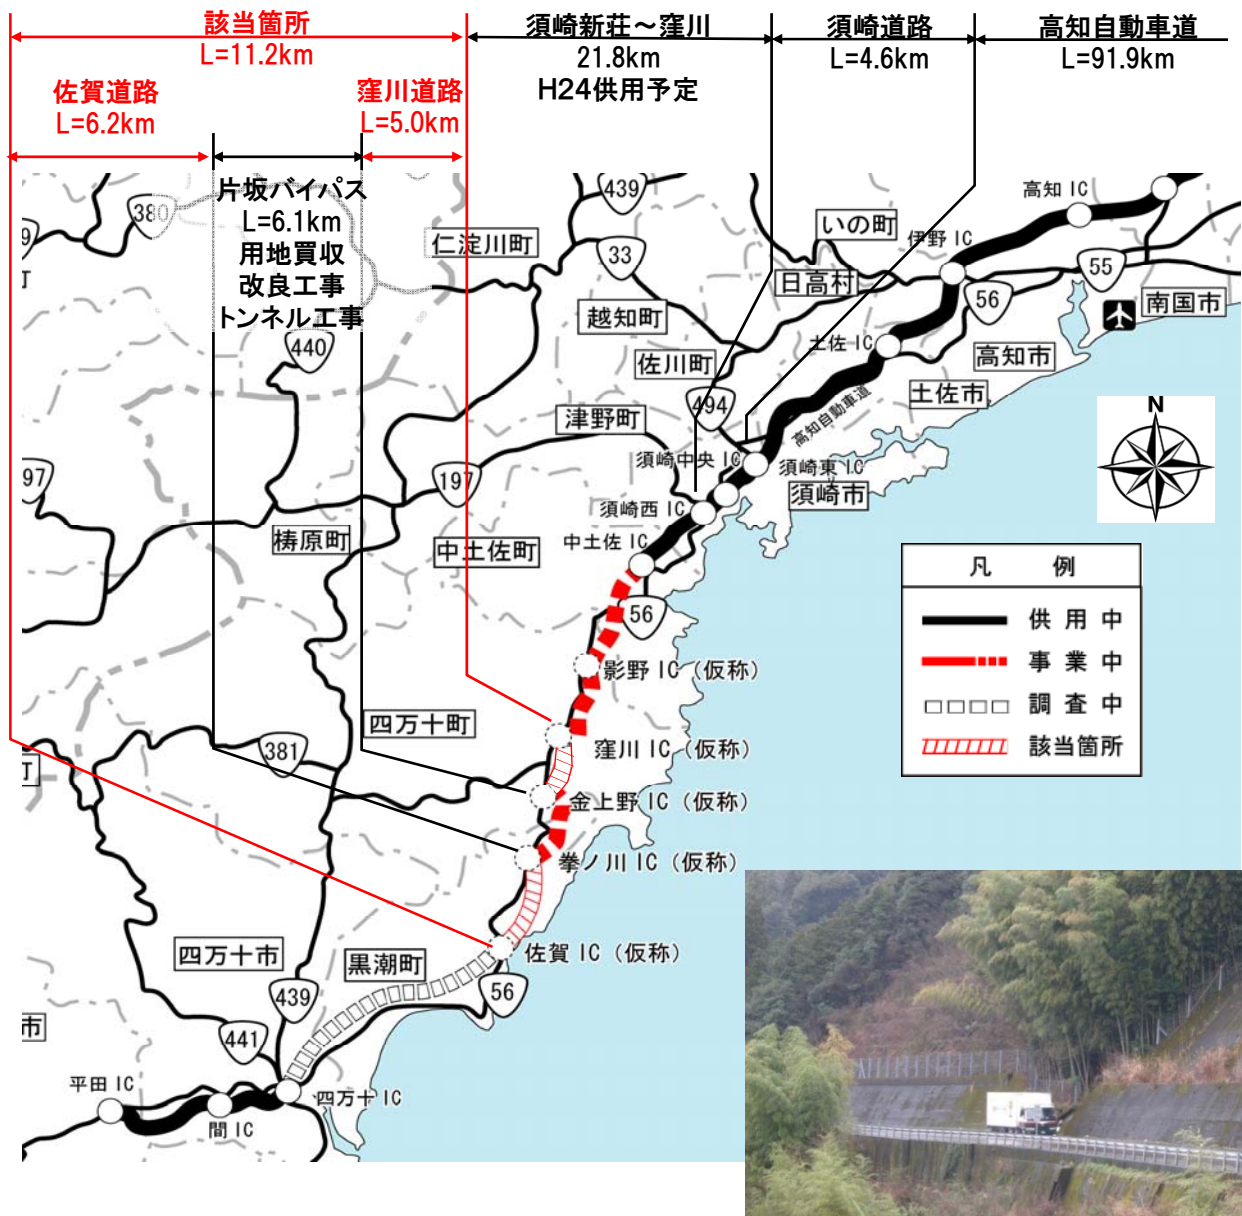 該当箇所
L=11.2km
須崎新荘～窪川
21.8km
H24供用予定
須崎道路
L=4.6km
高知自動車道
L=91.9km
佐賀道路
L=6.2km
窪川道路
L=5.0km
片坂バイパス
L=6.1km
用地買収
改良工事
トンネル工事
380
439
高知 IC
いの町
伊野 IC
仁淀川町
33
日高村
55
56
南国市
9
町
越知町
土佐 IC
高知市
440
佐川町
土佐市
494
高知自動車道
津野町
N
須崎中央 IC
須崎東 IC
97
197
須崎市
須崎西 IC
梼原町
中土佐町
中土佐 IC
凡 例
供用中
事業中
調査中
該当箇所
56
影野 IC (仮称)
四万十町
381
窪川 IC (仮称)
町
金上野 IC (仮称)
拳ノ川 IC (仮称)
四万十市
黒潮町
佐賀 IC (仮称)
439
56
市
441
平田 IC
四万十 IC
間 IC